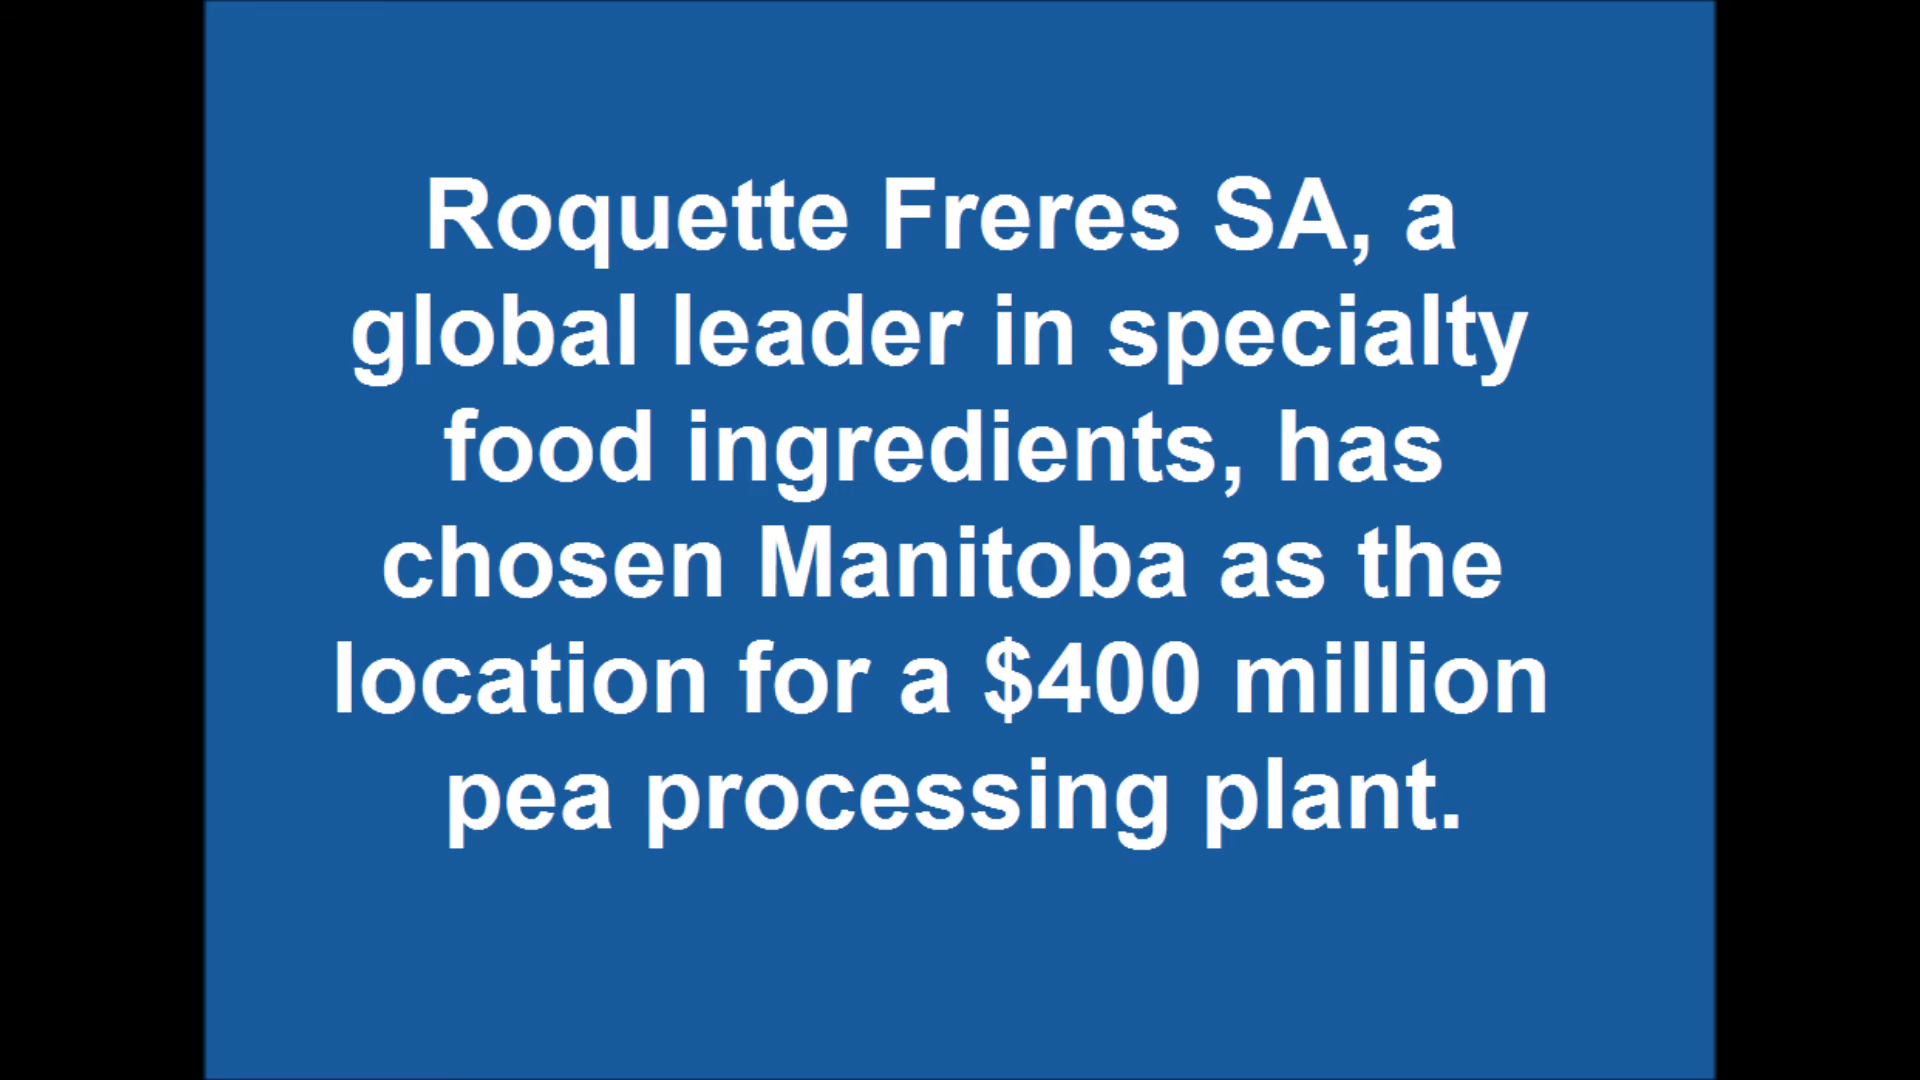 Roquette Freres SA, a
global leader in specialty
food ingredients, has
chosen Manitoba as the
location for a $400 million
pea processing plant.